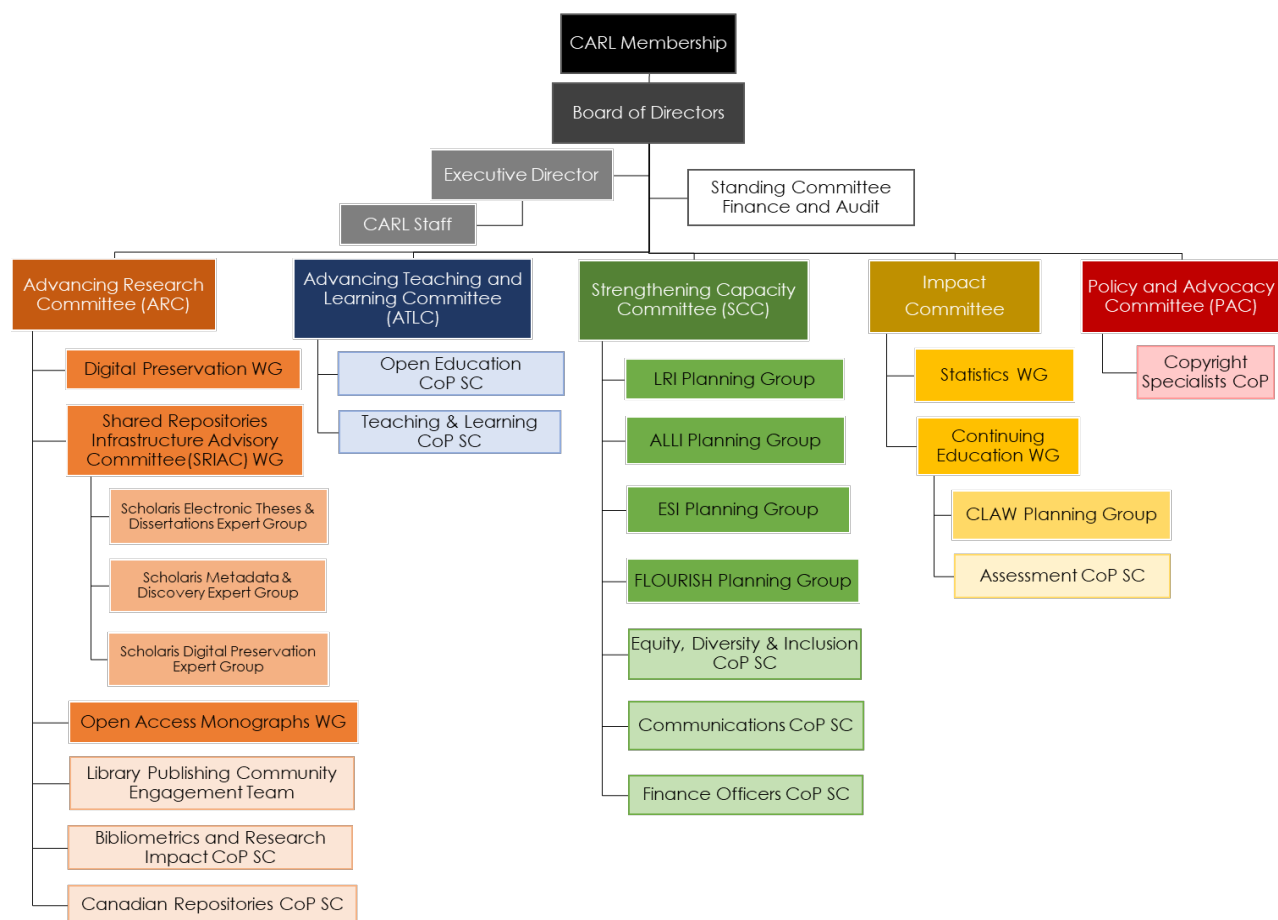 CARL Membership
Board of Directors
Executive Director
Standing Committee
Finance and Audit
CARL Staff
Advancing Research
Committee (ARC)
Digital Preservation WG
Shared Repositories
Infrastructure Advisory
Committee(SRIAC) WG
Scholaris Electronic Theses &
Dissertations Expert Group
Scholaris Metadata &
Discovery Expert Group
Scholaris Digital Preservation
Expert Group
Open Access Monographs WG
Library Publishing Community
Engagement Team
Bibliometrics and Research
Impact CoP SC
Canadian Repositories CoP SC
Advancing Teaching and
Learning Committee
(ATLC)
Open Education
CoP SC
Teaching & Learning
CoP SC
Strengthening Capacity
Committee (SCC)
LRI Planning Group
ALLI Planning Group
ESI Planning Group
FLOURISH Planning Group
Equity, Diversity & Inclusion
CoP SC
Communications CoP SC
Finance Officers CoP SC
Impact
Committee
Statistics WG
Continuing
Education WG
CLAW Planning Group
Assessment CoP SC
Policy and Advocacy
Committee (PAC)
Copyright
Specialists CoP